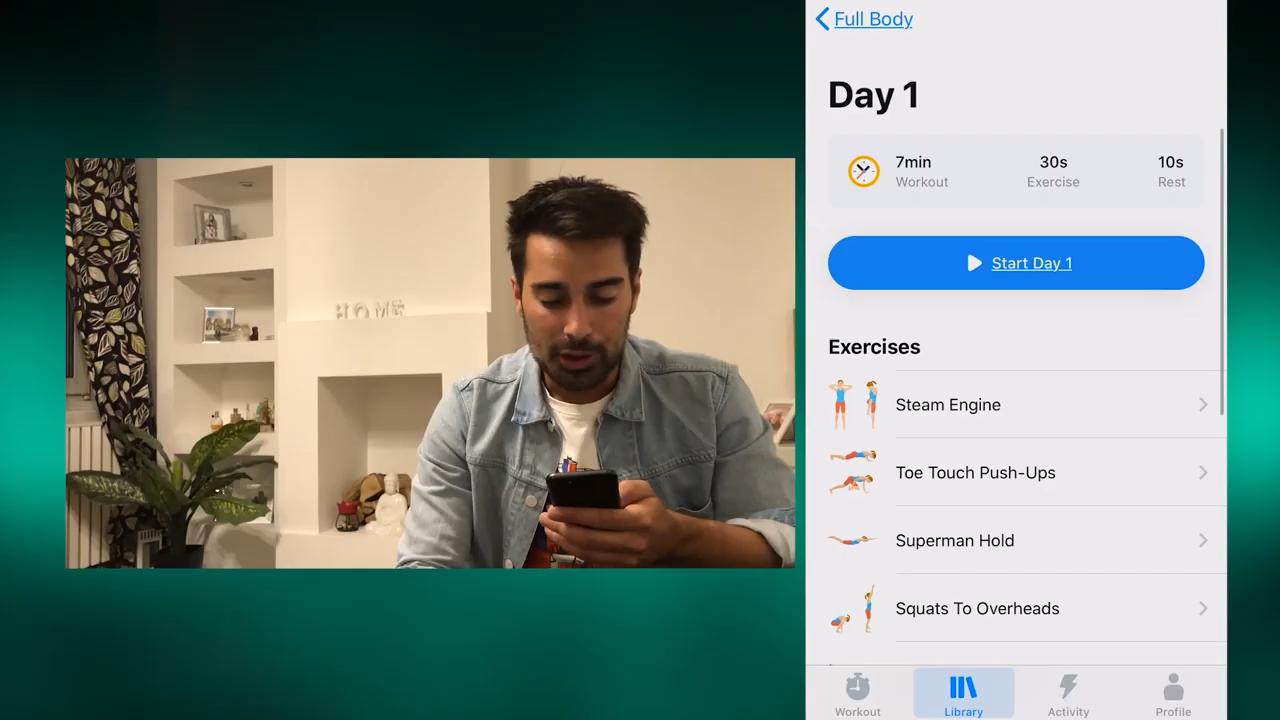 Full Body
Day 1
7min 30s 10s
Workout Exercise Rest
Start Day 1
Exercises
Steam Engine
Toe Touch Push-Ups
Superman Hold
Squats To Overheads
Workout Library Activity Profile
HOME